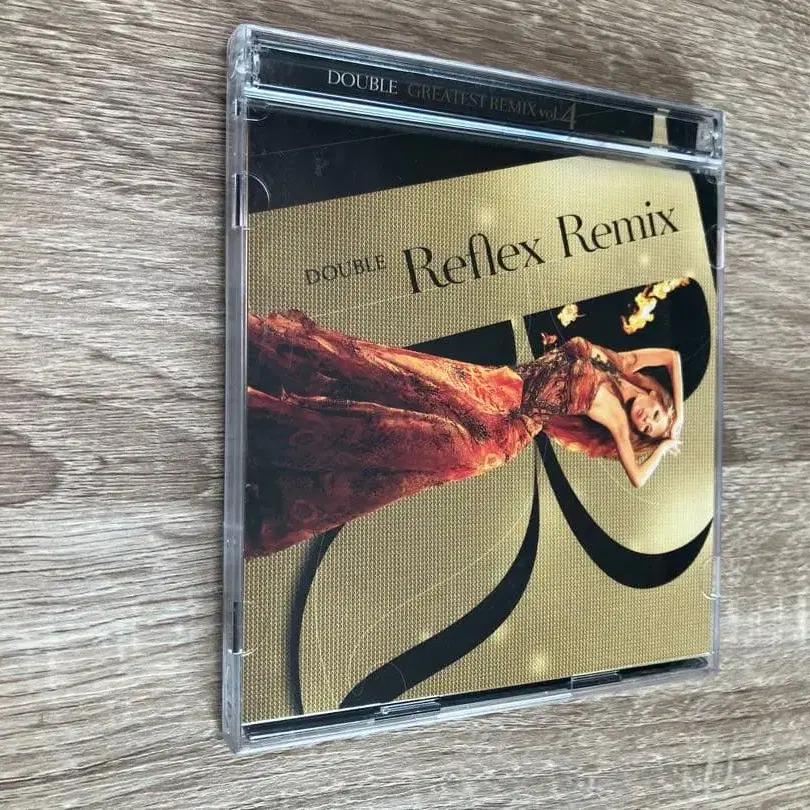 DOUBLE GREATEST REMIX vol.4
DOUBLE Reflex Remix